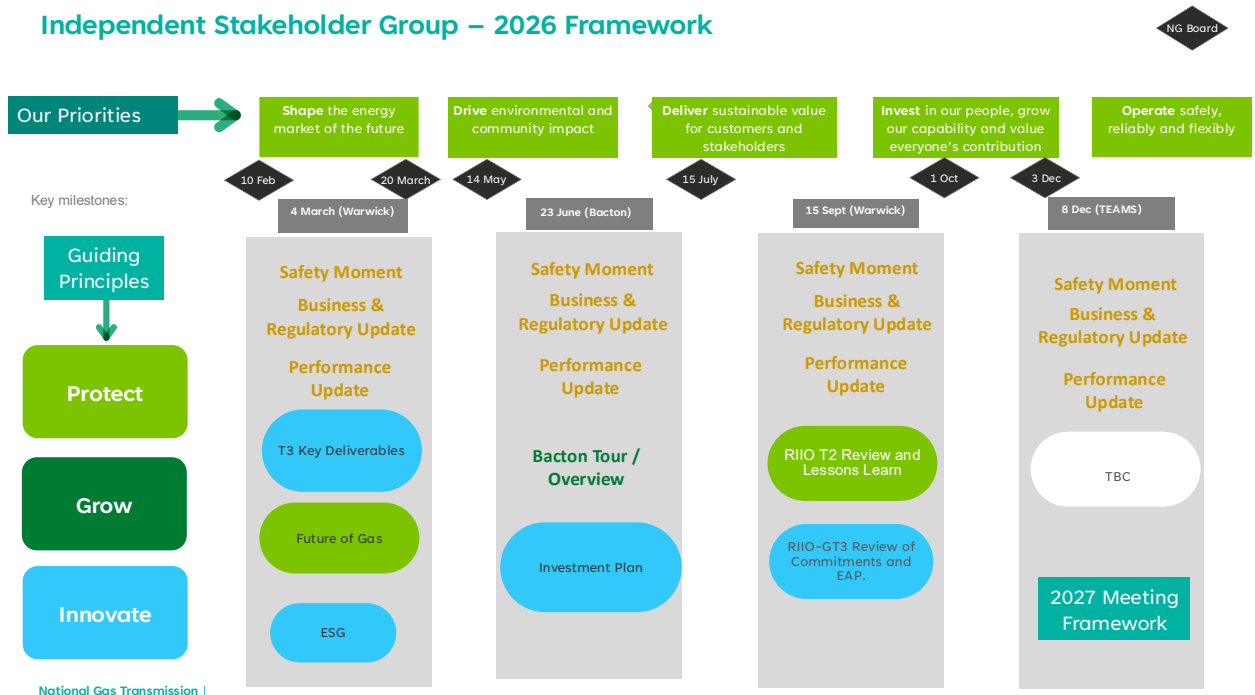 Independent Stakeholder Group – 2026 Framework
NG Board
Our Priorities
Shape the energy
market of the future
Drive environmental and
community impact
Deliver sustainable value
for customers and
stakeholders
Invest in our people, grow
our capability and value
everyone's contribution
Operate safely,
reliably and flexibly
10 Feb
20 March
14 May
15 July
1 Oct
3 Dec
Key milestones:
4 March (Warwick)
23 June (Bacton)
15 Sept (Warwick)
8 Dec (TEAMS)
Guiding
Principles
Protect
Grow
Innovate
Safety Moment
Business &
Regulatory Update
Performance
Update
T3 Key Deliverables
Future of Gas
ESG
Safety Moment
Business &
Regulatory Update
Performance
Update
Bacton Tour /
Overview
Investment Plan
Safety Moment
Business &
Regulatory Update
Performance
Update
RIIO T2 Review and
Lessons Learn
RIIO-GT3 Review of
Commitments and
EAP.
Safety Moment
Business &
Regulatory Update
Performance
Update
TBC
2027 Meeting
Framework
National Gas Transmission |